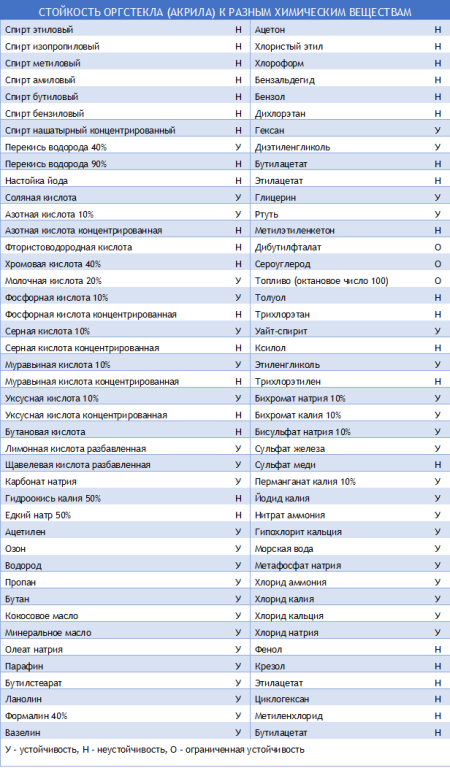 СТОЙКОСТЬ ОРГСТЕКЛА (АКРИЛА) К РАЗНЫМ ХИМИЧЕСКИМ ВЕЩЕСТВАМ
Спирт этиловый Н Ацетон Н
Спирт изопропиловый Н Хлористый этил Н
Спирт метиловый Н Хлороформ Н
Спирт амиловый Н Бензальдегид Н
Спирт бутиловый Н Бензол Н
Спирт бензиловый Н Дихлорэтан Н
Спирт нашатырный концентрированный Н Гексан У
Перекись водорода 40% У Диэтиленгликоль У
Перекись водорода 90% Н Бутилацетат Н
Настойка йода Н Этилацетат Н
Соляная кислота У Глицерин У
Азотная кислота 10% У Ртуть У
Азотная кислота концентрированная Н Метилэтиленкетон Н
Фтористоводородная кислота Н Дибутилфталат О
Хромовая кислота 40% Н Сероуглерод О
Молочная кислота 20% У Топливо (октановое число 100) О
Фосфорная кислота 10% У Толуол Н
Фосфорная кислота концентрированная Н Трихлорэтан Н
Серная кислота 10% У Уайт-спирит У
Серная кислота концентрированная Н Ксилол Н
Муравьиная кислота 10% У Этиленгликоль У
Муравьиная кислота концентрированная Н Трихлорэтилен Н
Уксусная кислота 10% У Бихромат натрия 10% У
Уксусная кислота концентрированная Н Бихромат калия 10% У
Бутановая кислота Н Бисульфат натрия 10% У
Лимонная кислота разбавленная У Сульфат железа У
Щавелевая кислота разбавленная У Сульфат меди Н
Карбонат натрия У Перманганат калия 10% У
Гидроокись калия 50% Н Йодид калия У
Едкий натр 50% Н Нитрат аммония У
Ацетилен У Гипохлорит кальция У
Озон У Морская вода У
Водород У Метафосфат натрия У
Пропан У Хлорид аммония У
Бутан У Хлорид калия У
Кокосовое масло У Хлорид кальция У
Минеральное масло У Хлорид натрия У
Олеат натрия У Фенол Н
Парафин У Крезол Н
Бутилстеарат У Этилацетат Н
Ланолин У Циклогексан Н
Формалин 40% У Метиленхлорид Н
Вазелин У Бутилацетат Н
У - устойчивость, Н - неустойчивость, О - ограниченная устойчивость